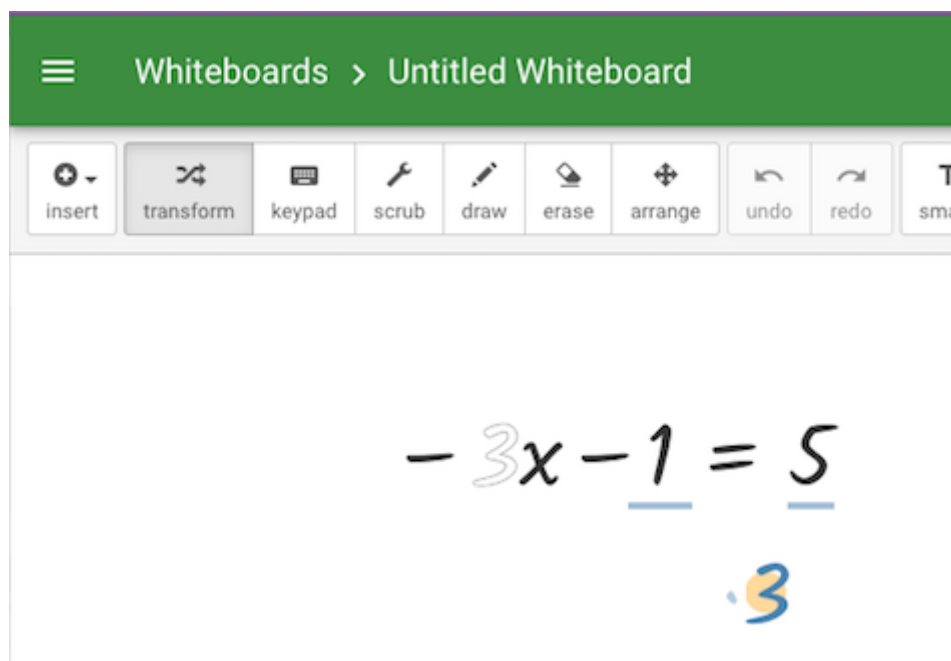 Whiteboards > Untitled Whiteboard
insert transform keypad scrub draw erase arrange undo redo
-3x-1=5
·3